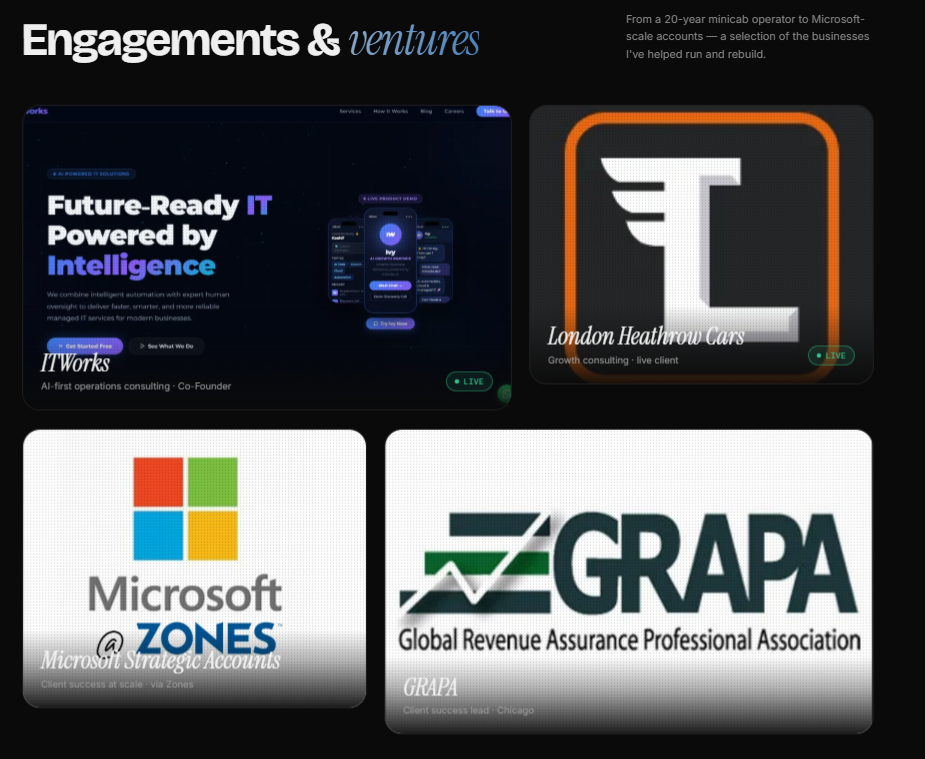 Engagements & ventures
From a 20-year minicab operator to Microsoft-
scale accounts — a selection of the businesses
I've helped run and rebuild.
orks
Services How It Works Blog Careers
AI-POWERED IT SOLUTIONS
Future-Ready IT
Powered by
Intelligence
We combine intelligent automation with expert human
oversight to deliver faster, smarter, and more reliable
managed IT services for modern businesses.
Get Started Free See What We Do
LIVE PRODUCT DEMO
Ivy
Try Ivy Now
ITWorks
AI-first operations consulting · Co-Founder
LIVE
L
London Heathrow Cars
Growth consulting · live client
LIVE
Microsoft
@ ZONES™
Microsoft Strategic Accounts
Client success at scale · via Zones
GRAPA
Global Revenue Assurance Professional Association
GRAPA
Client success lead · Chicago